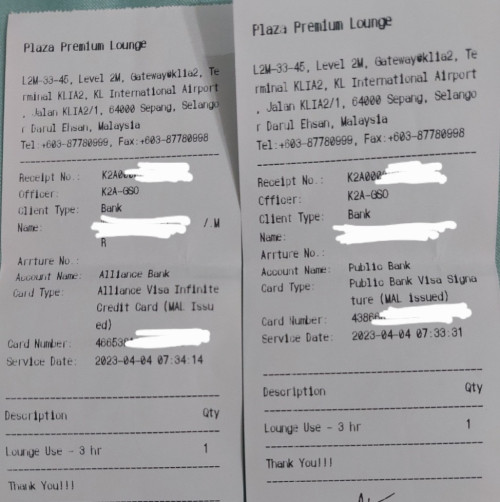 Plaza Premium Lounge
L2M-33-45, Level 2M, Gateway@klia2, Te
rminal KLIA2, KL International Airport
, Jalan KLIA2/1, 64000 Sepang, Selango
r Darul Ehsan, Malaysia
Tel:+603-87780999, Fax:+603-87780998
Receipt No.: K2A0
Officer: K2A-GSO
Client Type: Bank
Name: /.M
R
Arrture No.:
Account Name: Alliance Bank
Card Type: Alliance Visa Infinite
Credit Card (MAL Issu
ed)
Card Number: 46653
Service Date: 2023-04-04 07:34:14
Description Qty
Lounge Use - 3 hr 1
Thank You!!!
Plaza Premium Lounge
L2M-33-45, Level 2M, Gateway@klia2, Te
rminal KLIA2, KL International Airport
, Jalan KLIA2/1, 64000 Sepang, Selango
r Darul Ehsan, Malaysia
Tel:+603-87780999, Fax:+603-87780998
Receipt No.: K2A000
Officer: K2A-GSO
Client Type: Bank
Name:
Arrture No.:
Account Name: Public Bank
Card Type: Public Bank Visa Signa
ture (MAL issued)
Card Number: 4386
Service Date: 2023-04-04 07:33:31
Description Qty
Lounge Use - 3 hr 1
Thank You!!!